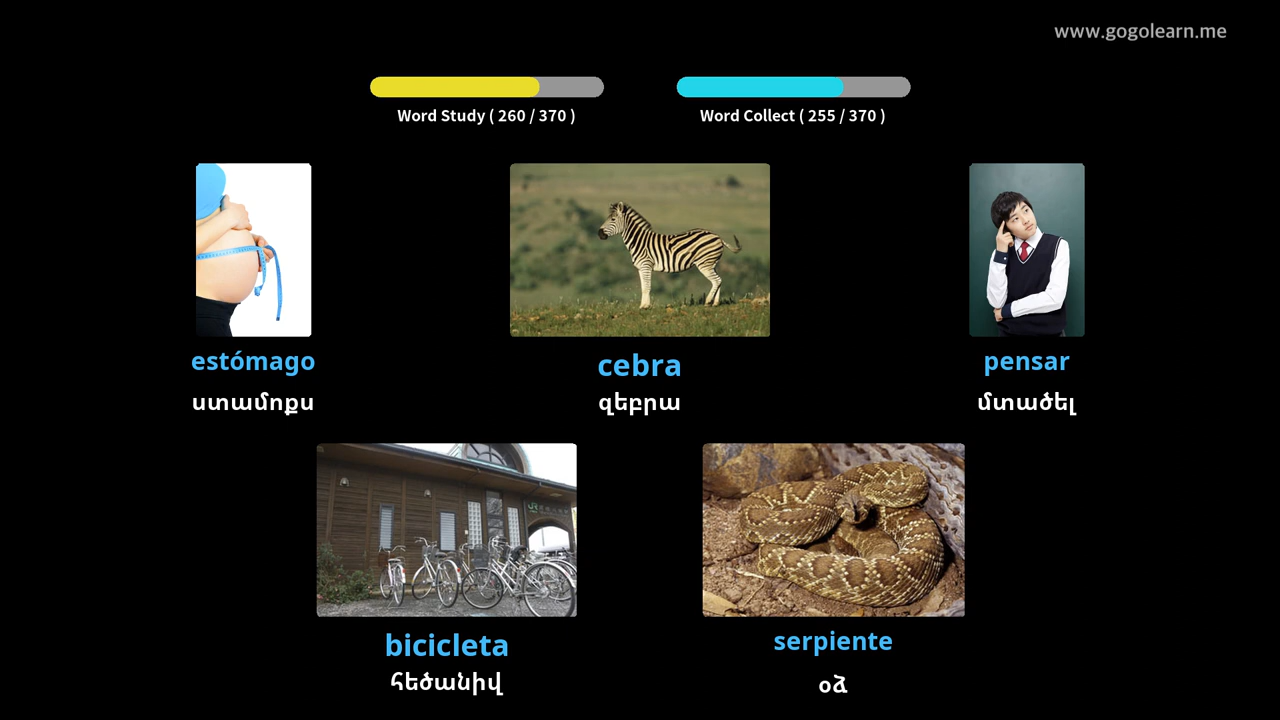 www.gogolearn.me
Word Study ( 260 / 370 )
Word Collect ( 255 / 370 )
estómago
ստամոքս
cebra
զեբրա
pensar
մտածել
bicicleta
հեծանիվ
serpiente
օձ